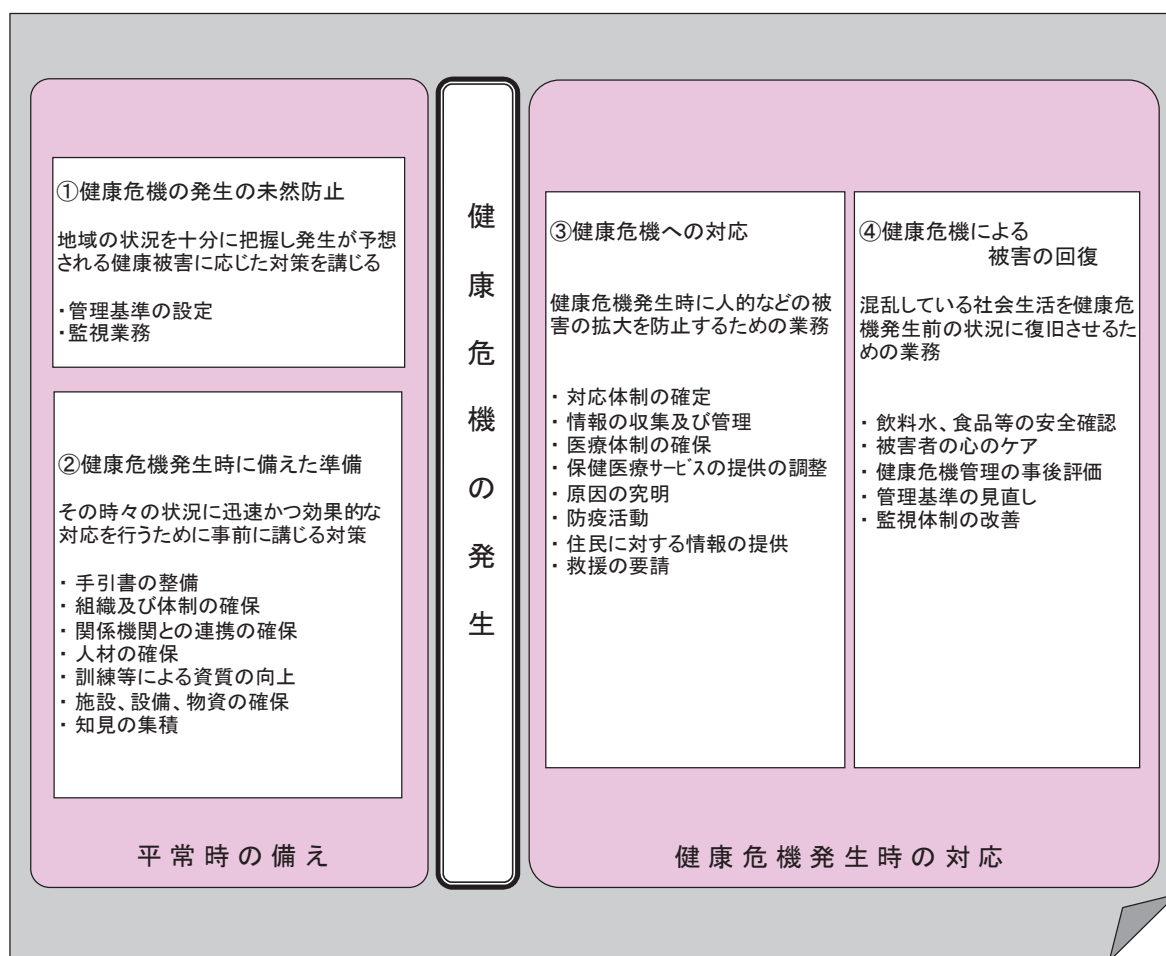 ①健康危機の発生の未然防止
地域の状況を十分に把握し発生が予想
される健康被害に応じた対策を講じる
・管理基準の設定
・監視業務
②健康危機発生時に備えた準備
その時々の状況に迅速かつ効果的な
対応を行うために事前に講じる対策
・ 手引書の整備
・ 組織及び体制の確保
・ 関係機関との連携の確保
・ 人材の確保
・ 訓練等による資質の向上
・ 施設、設備、物資の確保
・ 知見の集積
平常時の備え
健康危機の発生
③健康危機への対応
健康危機発生時に人的などの被
害の拡大を防止するための業務
・ 対応体制の確定
・ 情報の収集及び管理
・ 医療体制の確保
・ 保健医療ｻｰﾋﾞｽの提供の調整
・ 原因の究明
・ 防疫活動
・ 住民に対する情報の提供
・ 救援の要請
④健康危機による
被害の回復
混乱している社会生活を健康危
機発生前の状況に復旧させるた
めの業務
・ 飲料水、食品等の安全確認
・ 被害者の心のケア
・ 健康危機管理の事後評価
・ 管理基準の見直し
・ 監視体制の改善
健康危機発生時の対応